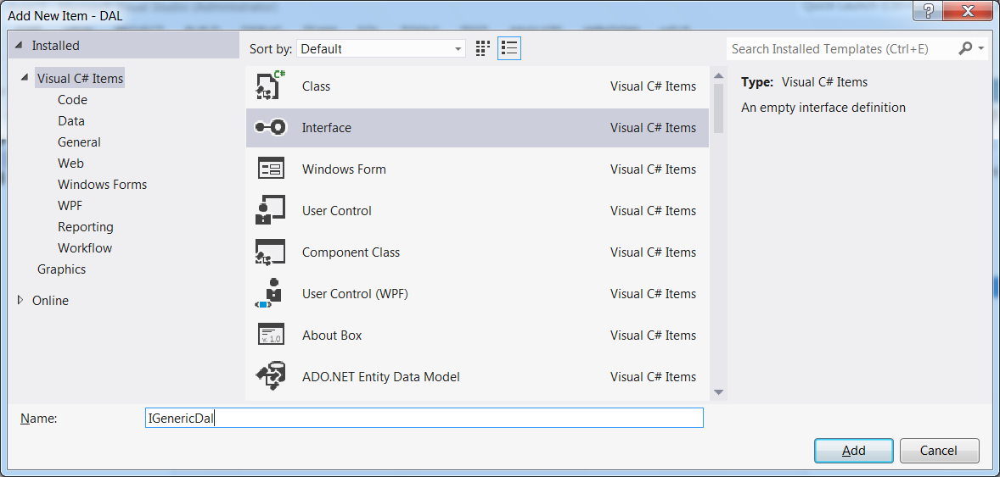 Add New Item - DAL
Installed
Visual C# Items
Code
Data
General
Web
Windows Forms
WPF
Reporting
Workflow
Graphics
Online
Sort by: Default
C#
Class Visual C# Items
Interface Visual C# Items
Windows Form Visual C# Items
User Control Visual C# Items
Component Class Visual C# Items
User Control (WPF) Visual C# Items
v. 1.0
About Box Visual C# Items
ADO.NET Entity Data Model Visual C# Items
Search Installed Templates (Ctrl+E)
Type: Visual C# Items
An empty interface definition
Name: IGenericDal
Add Cancel